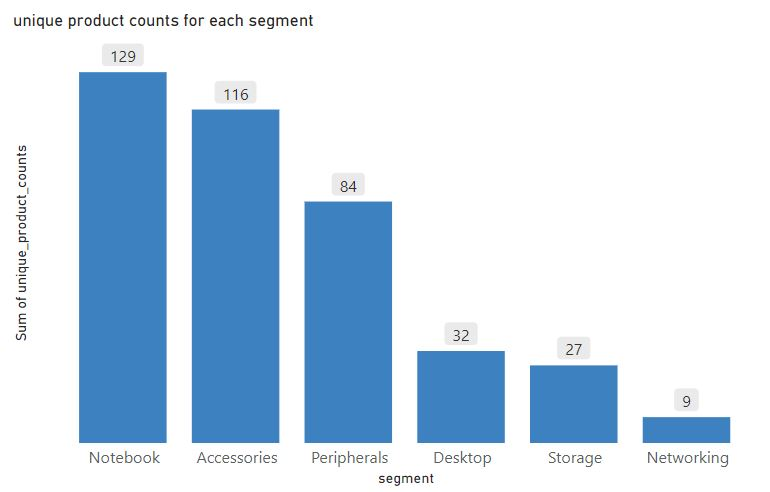 unique product counts for each segment
Sum of unique_product_counts
129
116
84
32
27
9
Notebook Accessories Peripherals Desktop Storage Networking
segment